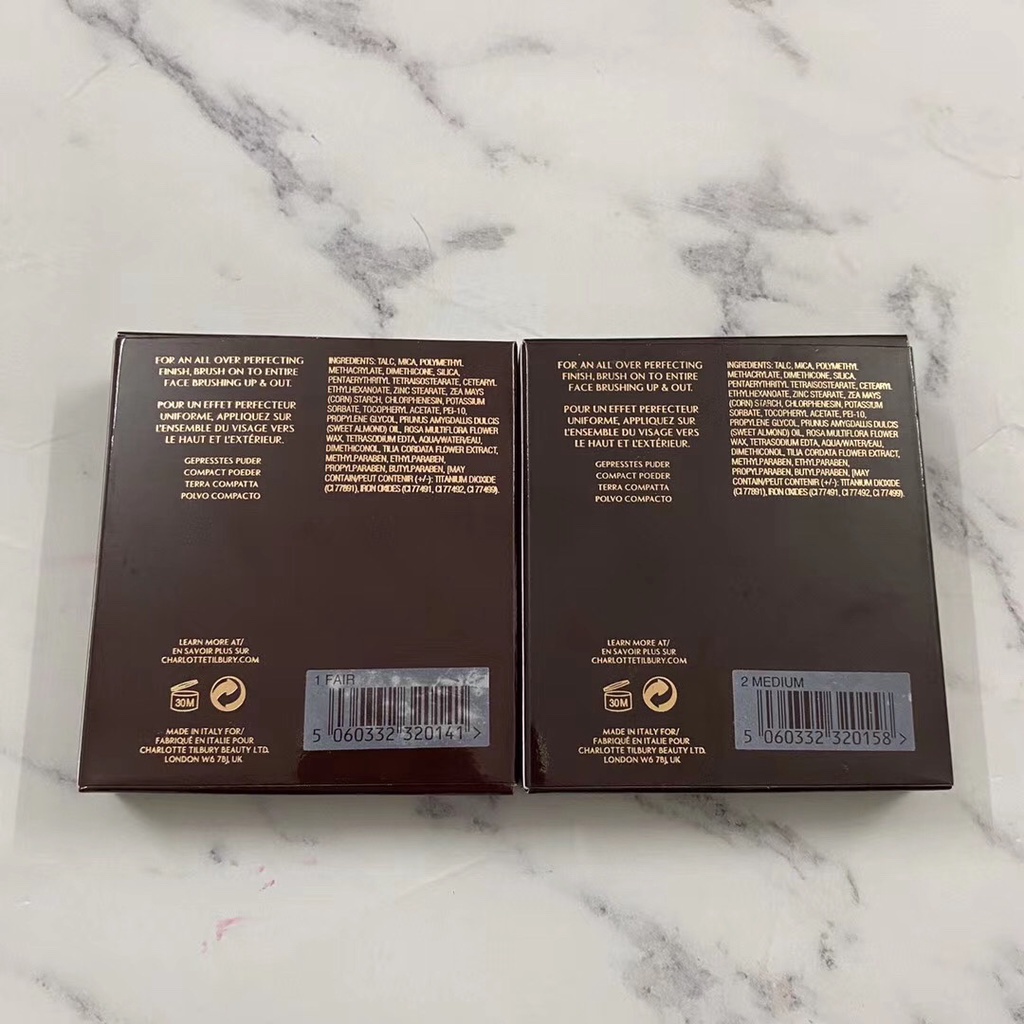 FOR AN ALL OVER PERFECTING
FINISH, BRUSH ON TO ENTIRE
FACE BRUSHING UP & OUT.
POUR UN EFFET PERFECTEUR
UNIFORME, APPLIQUEZ SUR
L'ENSEMBLE DU VISAGE VERS
LE HAUT ET L'EXTÉRIEUR.
GEPRESSTES PUDER
COMPACT POEDER
TERRA COMPATTA
POLVO COMPACTO
INGREDIENTS: TALC, MICA, POLYMETHYL
METHACRYLATE, DIMETHICONE, SILICA,
PENTAERYTHRITYL TETRAISOSTEARATE, CETEARYL
ETHYLHEXANOATE, ZINC STEARATE, ZEA MAYS
(CORN) STARCH, CHLORPHENESIN, POTASSIUM
SORBATE, TOCOPHERYL ACETATE, PEI-10,
PROPYLENE GLYCOL, PRUNUS AMYGDALUS DULCIS
(SWEET ALMOND) OIL, ROSA MULTIFLORA FLOWER
WAX, TETRASODIUM EDTA, AQUA/WATER/EAU,
DIMETHICONOL, TILIA CORDATA FLOWER EXTRACT,
METHYLPARABEN, ETHYLPARABEN,
PROPYLPARABEN, BUTYLPARABEN, [MAY
CONTAIN/PEUT CONTENIR (+/-): TITANIUM DIOXIDE
(CI 77891), IRON OXIDES (CI 77491, CI 77492, CI 77499).
LEARN MORE AT/
EN SAVOIR PLUS SUR
CHARLOTTETILBURY.COM
30M
MADE IN ITALY FOR/
FABRIQUÉ EN ITALIE POUR
CHARLOTTE TILBURY BEAUTY LTD.
LONDON W6 7BJ, UK
1 FAIR
5 060332 320141 >
FOR AN ALL OVER PERFECTING
FINISH, BRUSH ON TO ENTIRE
FACE BRUSHING UP & OUT.
POUR UN EFFET PERFECTEUR
UNIFORME, APPLIQUEZ SUR
L'ENSEMBLE DU VISAGE VERS
LE HAUT ET L'EXTÉRIEUR.
GEPRESSTES PUDER
COMPACT POEDER
TERRA COMPATTA
POLVO COMPACTO
INGREDIENTS: TALC, MICA, POLYMETHYL
METHACRYLATE, DIMETHICONE, SILICA,
PENTAERYTHRITYL TETRAISOSTEARATE, CETEARYL
ETHYLHEXANOATE, ZINC STEARATE, ZEA MAYS
(CORN) STARCH, CHLORPHENESIN, POTASSIUM
SORBATE, TOCOPHERYL ACETATE, PEI-10,
PROPYLENE GLYCOL, PRUNUS AMYGDALUS DULCIS
(SWEET ALMOND) OIL, ROSA MULTIFLORA FLOWER
WAX, TETRASODIUM EDTA, AQUA/WATER/EAU,
DIMETHICONOL, TILIA CORDATA FLOWER EXTRACT,
METHYLPARABEN, ETHYLPARABEN,
PROPYLPARABEN, BUTYLPARABEN, [MAY
CONTAIN/PEUT CONTENIR (+/-): TITANIUM DIOXIDE
(CI 77891), IRON OXIDES (CI 77491, CI 77492, CI 77499).
LEARN MORE AT/
EN SAVOIR PLUS SUR
CHARLOTTETILBURY.COM
30M
MADE IN ITALY FOR/
FABRIQUÉ EN ITALIE POUR
CHARLOTTE TILBURY BEAUTY LTD.
LONDON W6 7BJ, UK
2 MEDIUM
5 060332 320158 >